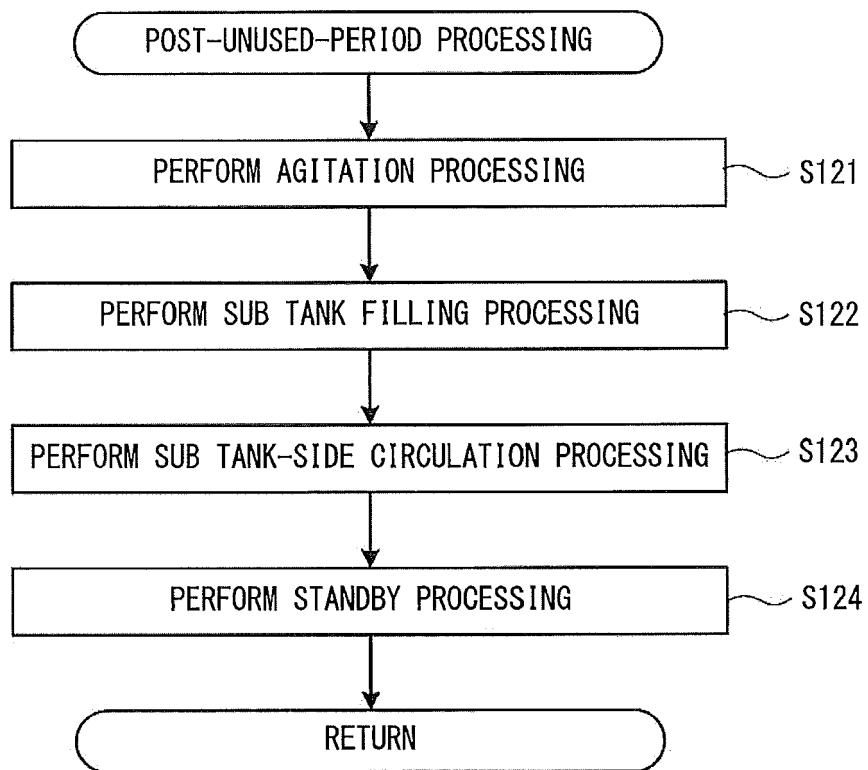 POST-UNUSED-PERIOD PROCESSING
PERFORM AGITATION PROCESSING
S121
PERFORM SUB TANK FILLING PROCESSING
S122
PERFORM SUB TANK-SIDE CIRCULATION PROCESSING
S123
PERFORM STANDBY PROCESSING
S124
RETURN